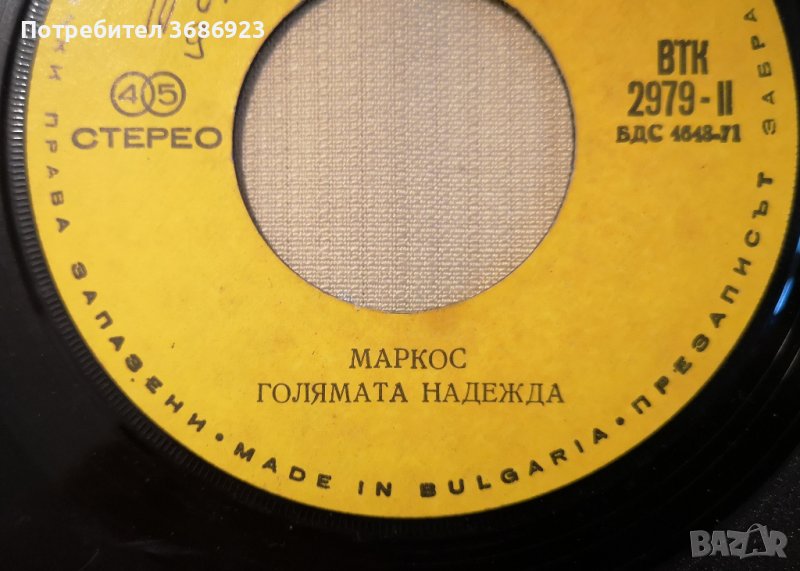 Потребител 3686923
45
СТЕРЕО
ВТК
2979-II
БДС 4643-71
МАРКОС
ГОЛЯМАТА НАДЕЖДА
ПРАВА ЗАПАЗЕНИ • MADE IN BULGARIA • ПРЕЗАПИСЪТ ЗАБРА
BAZAR